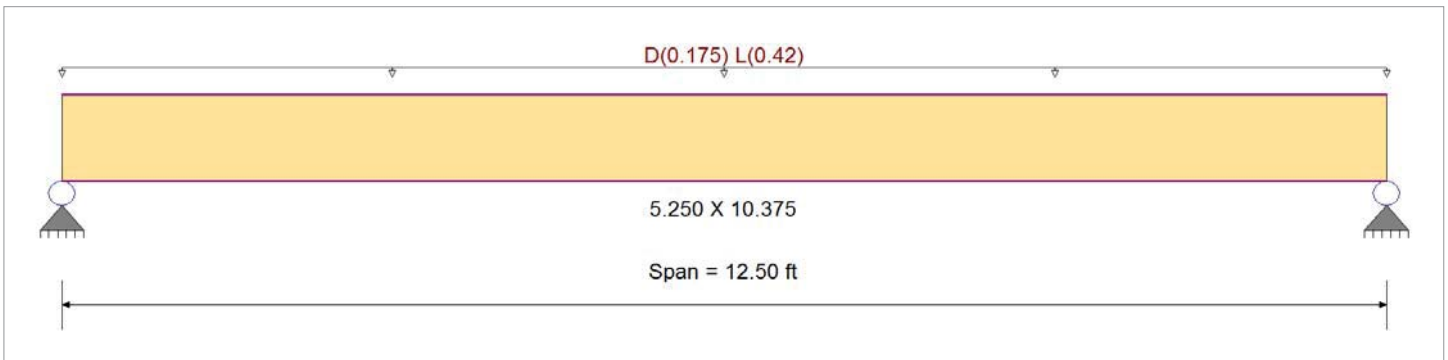 D(0.175) L(0.42)
5.250 X 10.375
Span = 12.50 ft